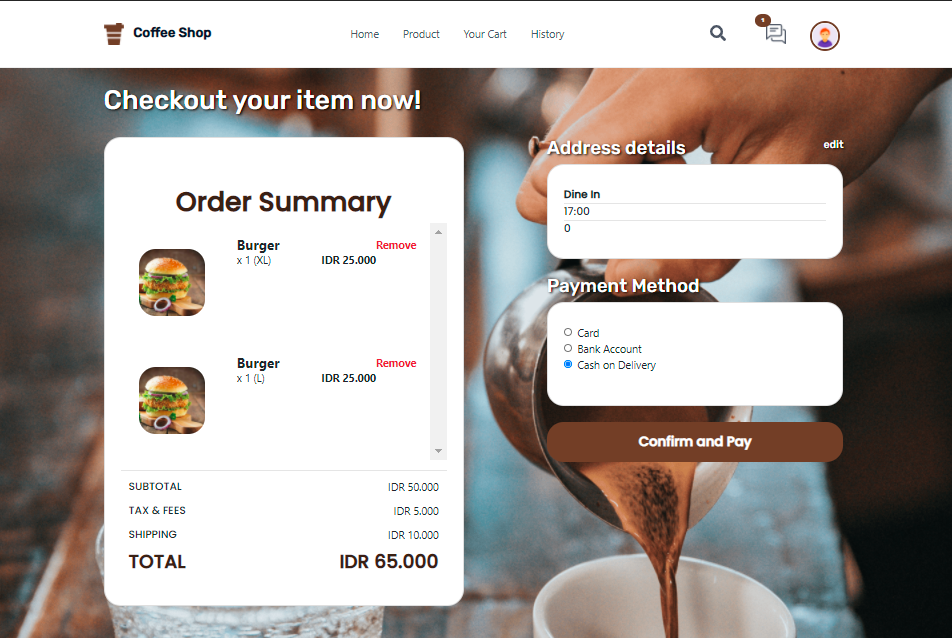 Coffee Shop
Home Product Your Cart History
1
Checkout your item now!
Order Summary
Burger Remove
x 1 (XL) IDR 25.000
Burger Remove
x 1 (L) IDR 25.000
SUBTOTAL IDR 50.000
TAX & FEES IDR 5.000
SHIPPING IDR 10.000
TOTAL IDR 65.000
Address details edit
Dine In
17:00
0
Payment Method
Card
Bank Account
Cash on Delivery
Confirm and Pay